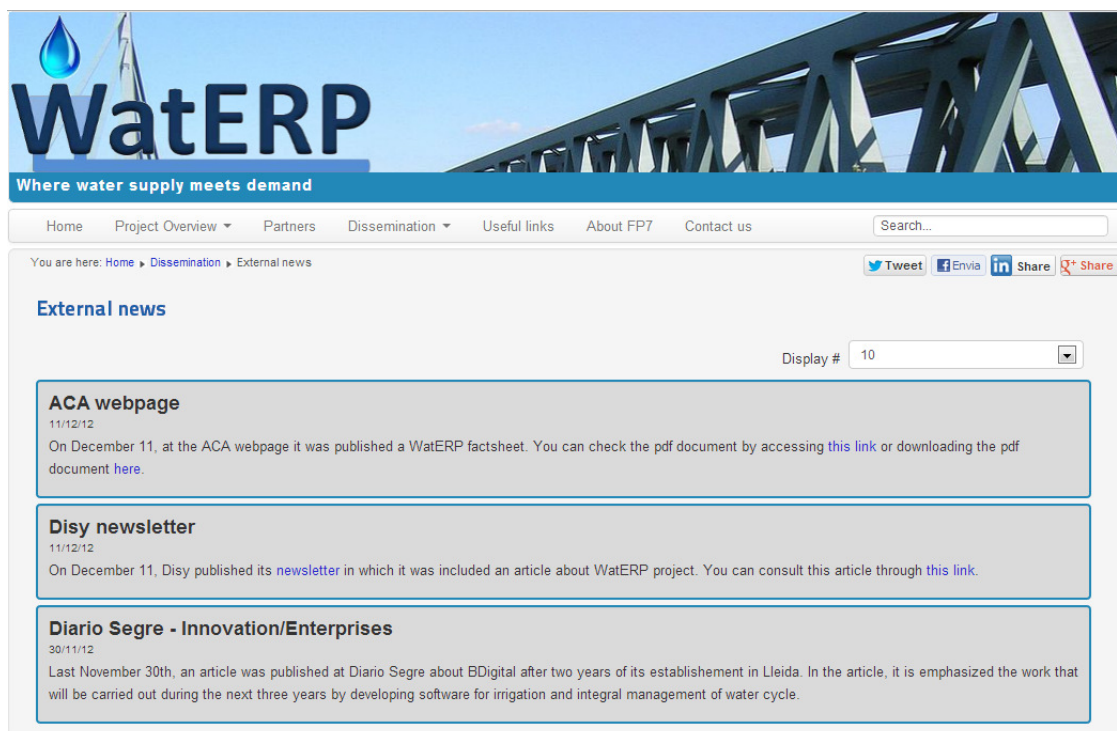 WatERP
Where water supply meets demand
Home Project Overview Partners Dissemination Useful links About FP7 Contact us Search...
You are here: Home Dissemination External news Tweet Envia in Share g+ Share
External news
Display # 10
ACA webpage
11/12/12
On December 11, at the ACA webpage it was published a WatERP factsheet. You can check the pdf document by accessing this link or downloading the pdf
document here.
Disy newsletter
11/12/12
On December 11, Disy published its newsletter in which it was included an article about WatERP project. You can consult this article through this link.
Diario Segre - Innovation/Enterprises
30/11/12
Last November 30th, an article was published at Diario Segre about BDigital after two years of its establishement in Lleida. In the article, it is emphasized the work that
will be carried out during the next three years by developing software for irrigation and integral management of water cycle.